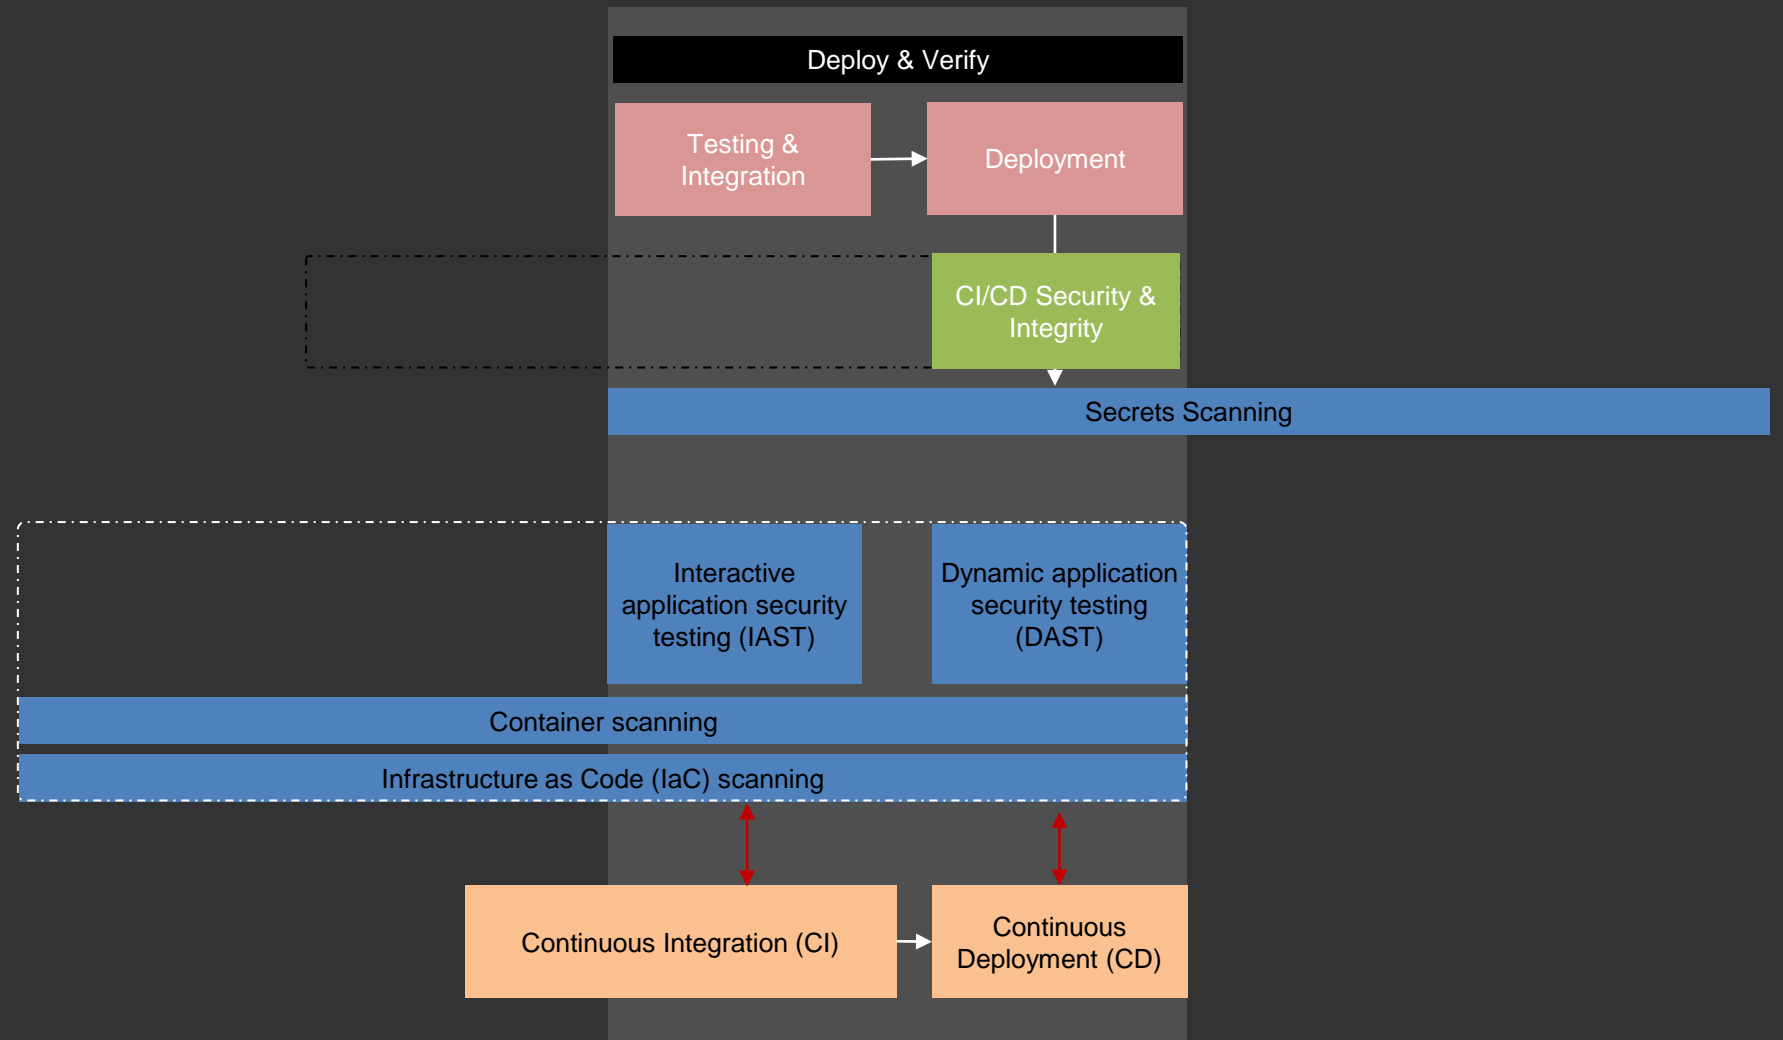 Deploy & Verify
Testing &
Integration
Deployment
CI/CD Security &
Integrity
Secrets Scanning
Interactive
application security
testing (IAST)
Dynamic application
security testing
(DAST)
Container scanning
Infrastructure as Code (IaC) scanning
Continuous Integration (CI)
Continuous
Deployment (CD)